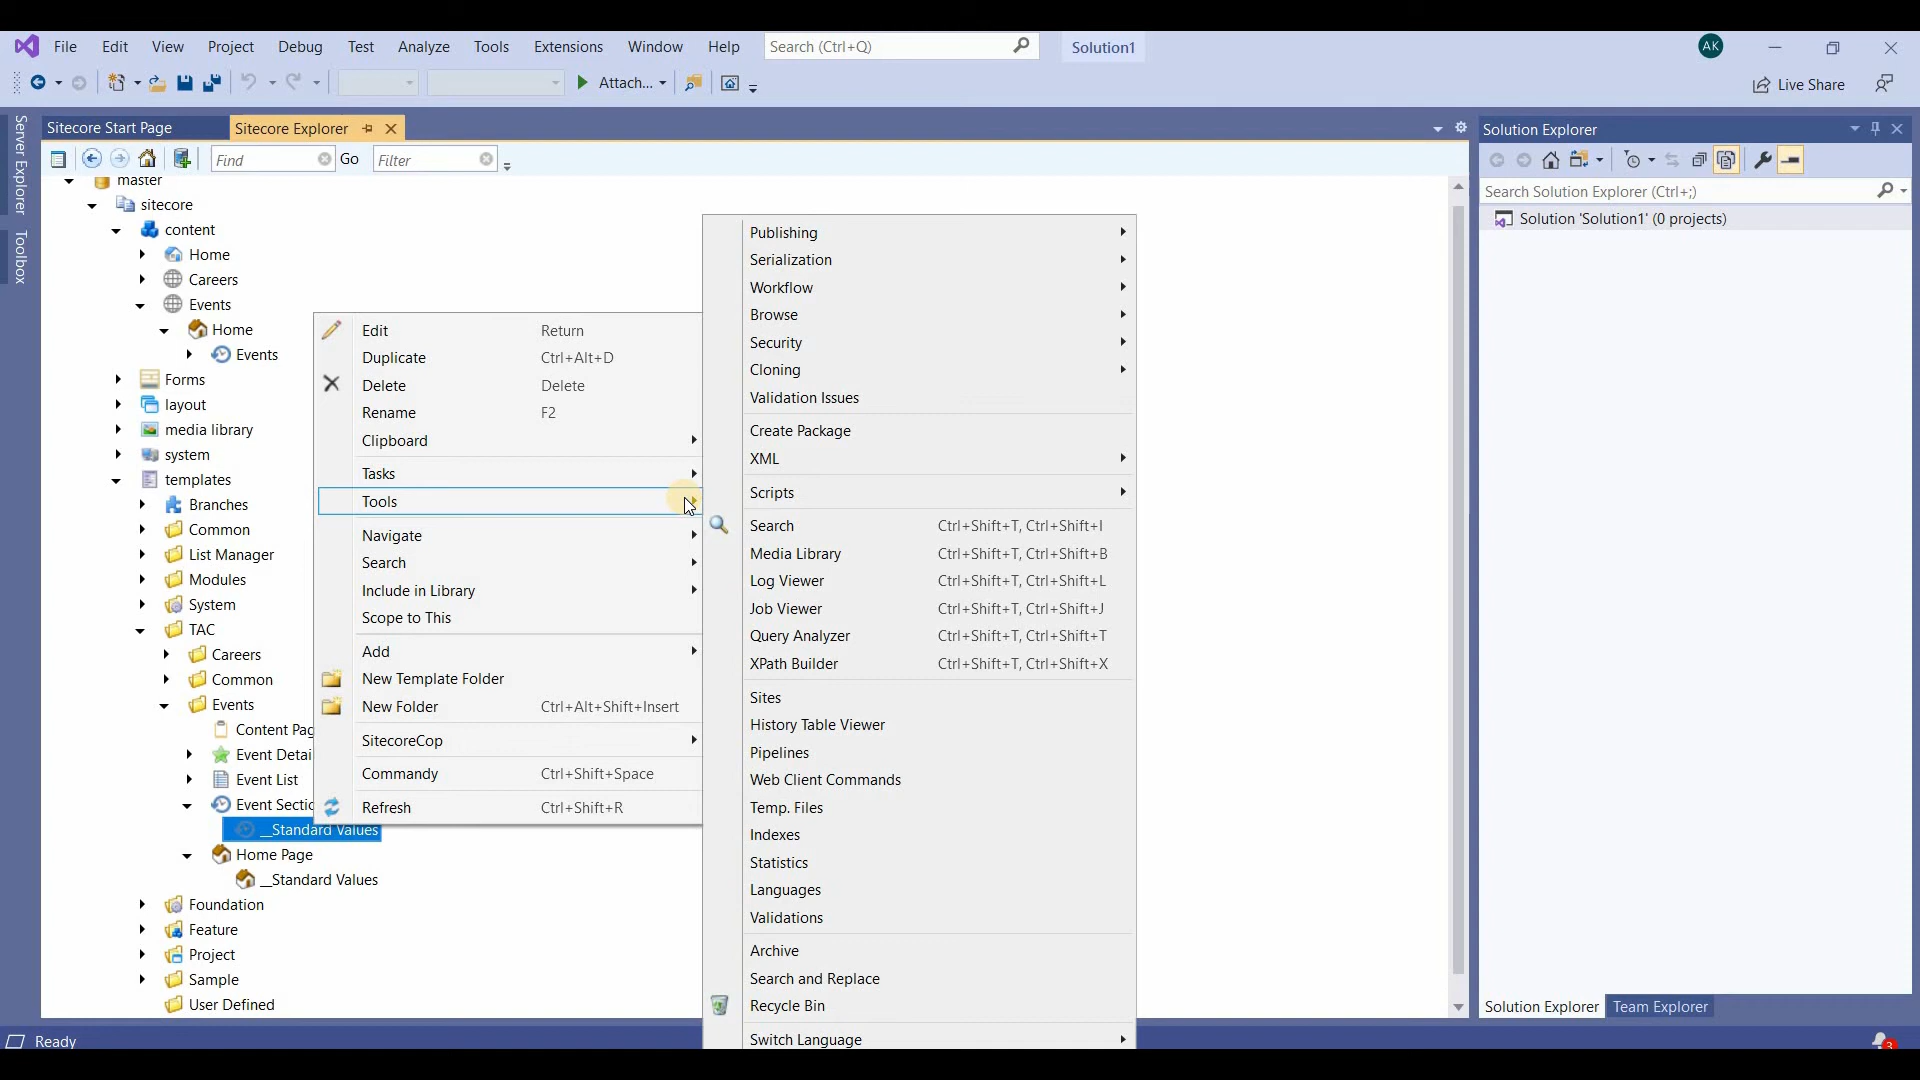 File Edit View Project Debug Test Analyze Tools Extensions Window Help Search (Ctrl+Q) Solution1 AK
Attach... Live Share
Server Explorer
Toolbox
Sitecore Start Page Sitecore Explorer
Find Go Filter
master
sitecore
content
Home
Careers
Events
Home
Events
Forms
layout
media library
system
templates
Branches
Common
List Manager
Modules
System
TAC
Careers
Common
Events
Content Pag
Event Detai
Event List
Event Sectio
__Standard Values
Home Page
__Standard Values
Foundation
Feature
Project
Sample
User Defined
Edit Return
Duplicate Ctrl+Alt+D
Delete Delete
Rename F2
Clipboard
Tasks
Tools
Navigate
Search
Include in Library
Scope to This
Add
New Template Folder
New Folder Ctrl+Alt+Shift+Insert
SitecoreCop
Commandy Ctrl+Shift+Space
Refresh Ctrl+Shift+R
Publishing
Serialization
Workflow
Browse
Security
Cloning
Validation Issues
Create Package
XML
Scripts
Search Ctrl+Shift+T, Ctrl+Shift+I
Media Library Ctrl+Shift+T, Ctrl+Shift+B
Log Viewer Ctrl+Shift+T, Ctrl+Shift+L
Job Viewer Ctrl+Shift+T, Ctrl+Shift+J
Query Analyzer Ctrl+Shift+T, Ctrl+Shift+T
XPath Builder Ctrl+Shift+T, Ctrl+Shift+X
Sites
History Table Viewer
Pipelines
Web Client Commands
Temp. Files
Indexes
Statistics
Languages
Validations
Archive
Search and Replace
Recycle Bin
Switch Language
Solution Explorer
Search Solution Explorer (Ctrl+;)
Solution 'Solution1' (0 projects)
Solution Explorer Team Explorer
Ready 3